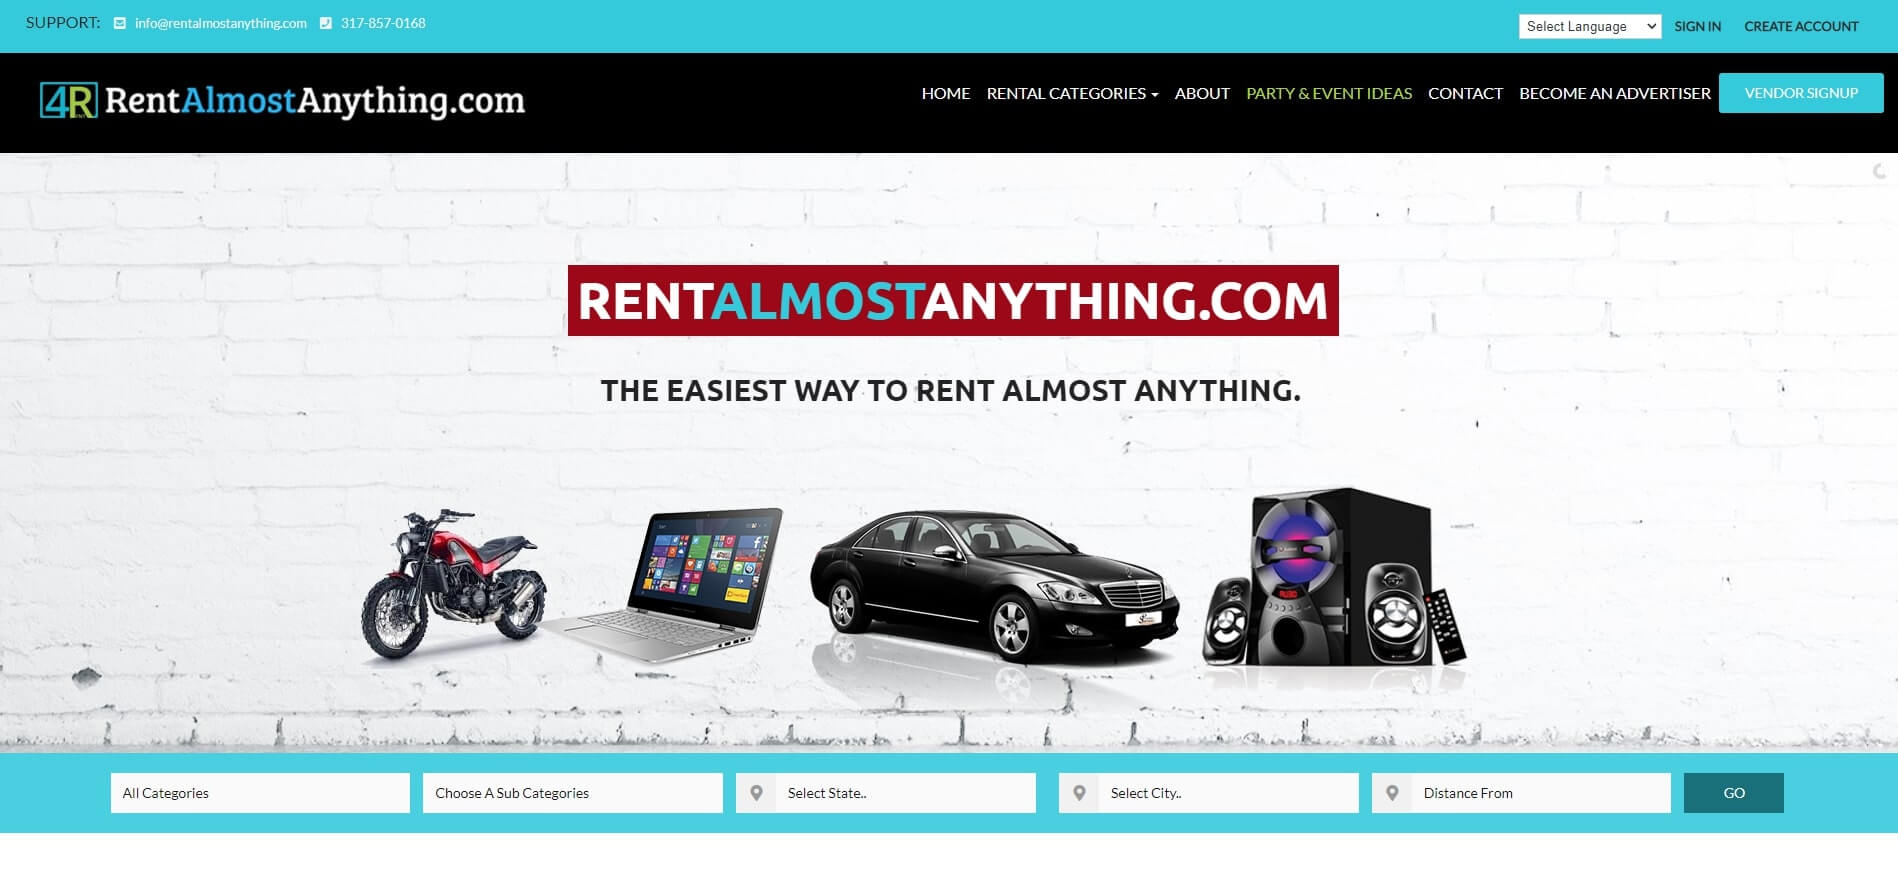 SUPPORT: info@rentalmostanything.com 317-857-0168 Select Language SIGN IN CREATE ACCOUNT
4R RentAlmostAnything.com HOME RENTAL CATEGORIES ABOUT PARTY & EVENT IDEAS CONTACT BECOME AN ADVERTISER VENDOR SIGNUP
RENTALMOSTANYTHING.COM
THE EASIEST WAY TO RENT ALMOST ANYTHING.
All Categories Choose A Sub Categories Select State.. Select City.. Distance From GO